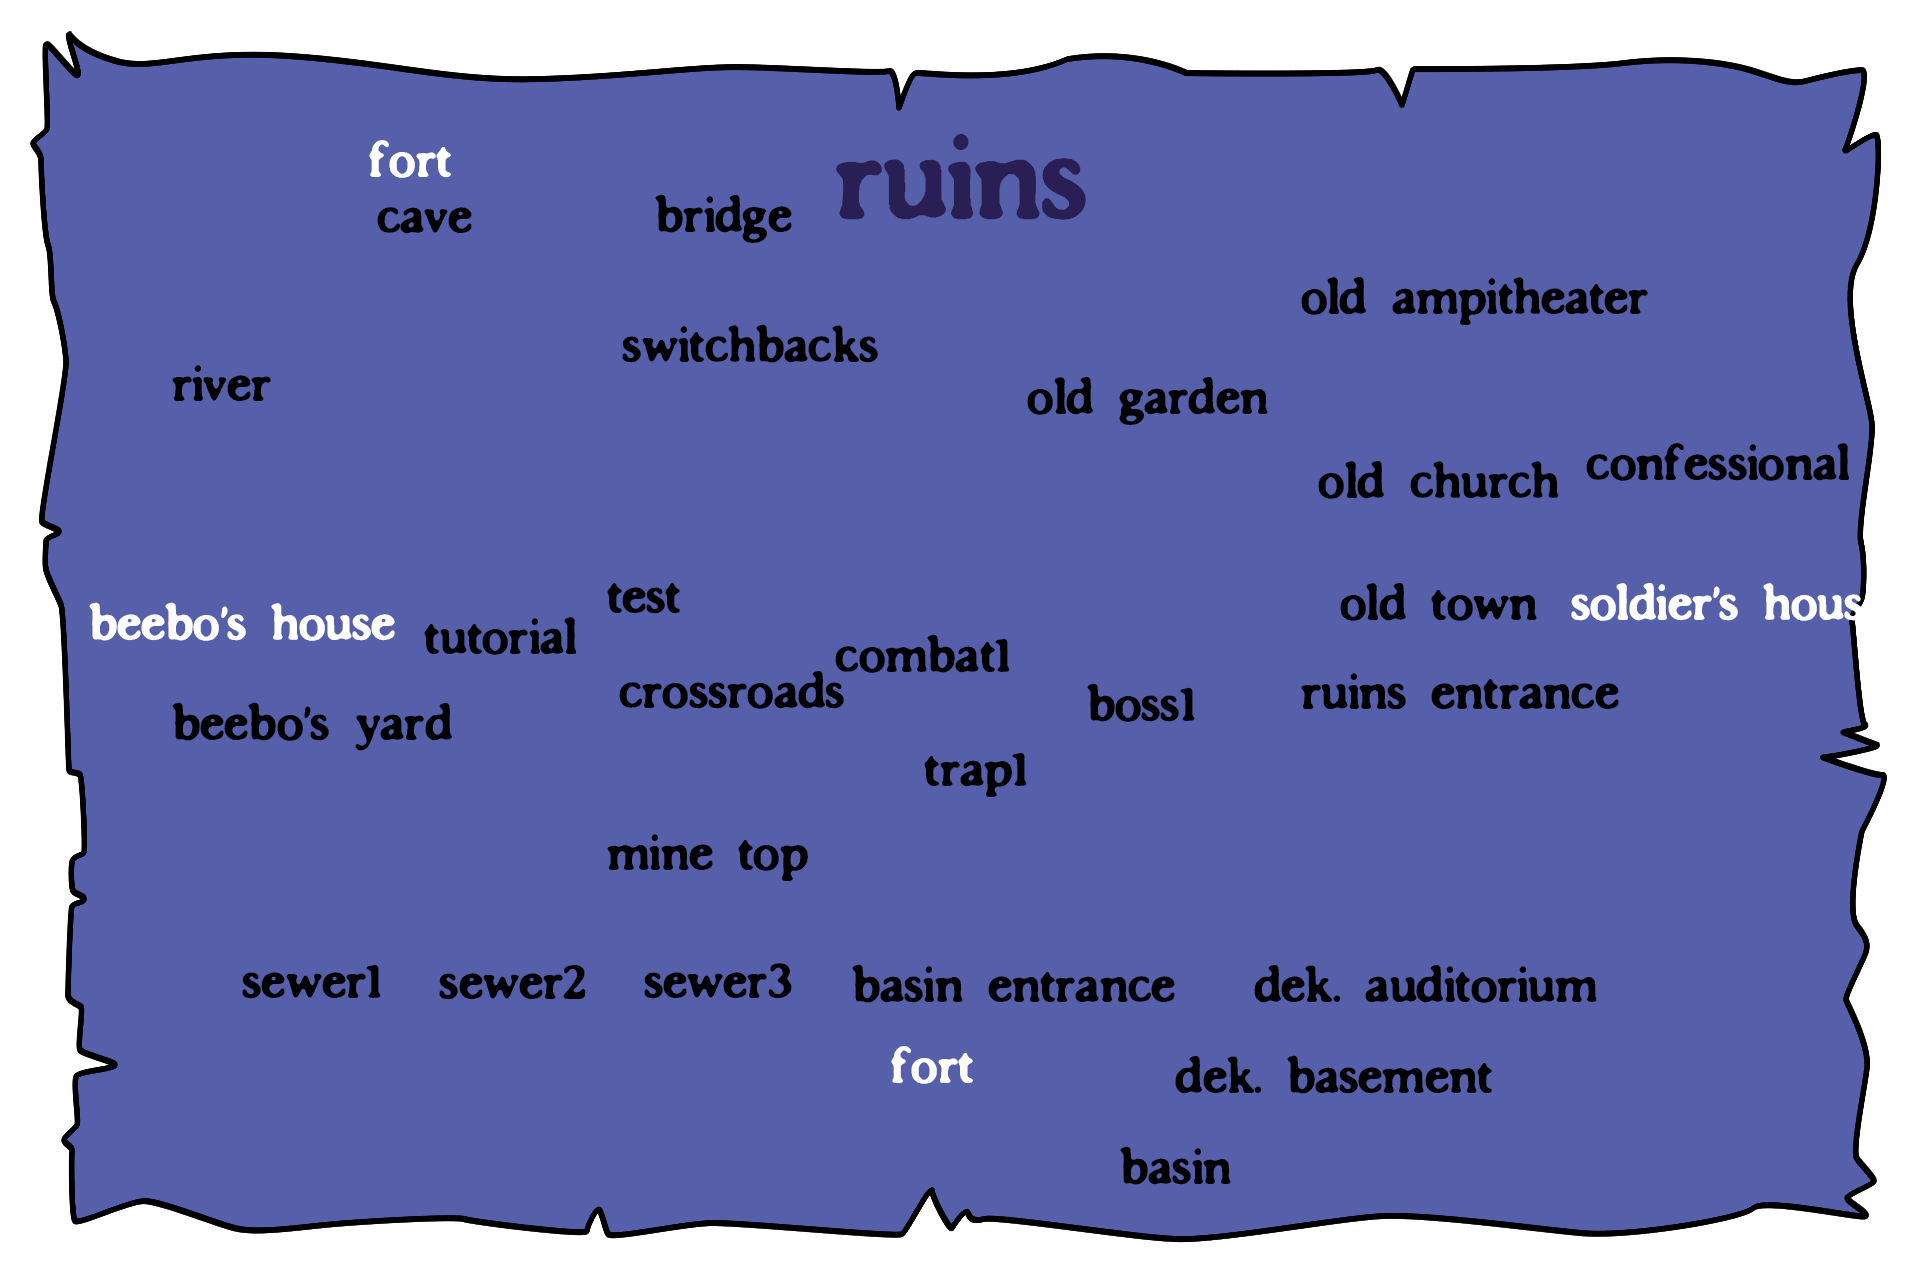 fort
ruins
cave
bridge
old ampitheater
switchbacks
river
old garden
confessional
old church
test
old town
soldier's hous
beebo's house
tutorial
combat1
crossroads
boss1
ruins entrance
beebo's yard
trap1
mine top
sewer1
sewer2
sewer3
basin entrance
dek. auditorium
fort
dek. basement
basin